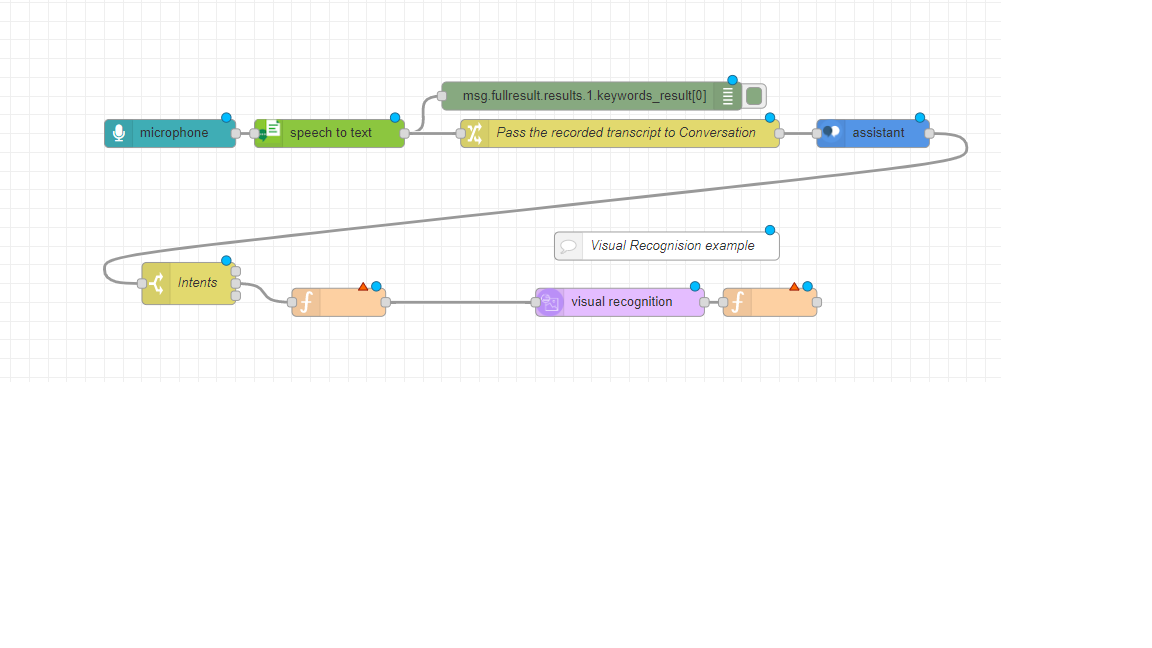 msg.fullresult.results.1.keywords_result[0]
microphone
speech to text
Pass the recorded transcript to Conversation
assistant
Visual Recognision example
Intents
visual recognition